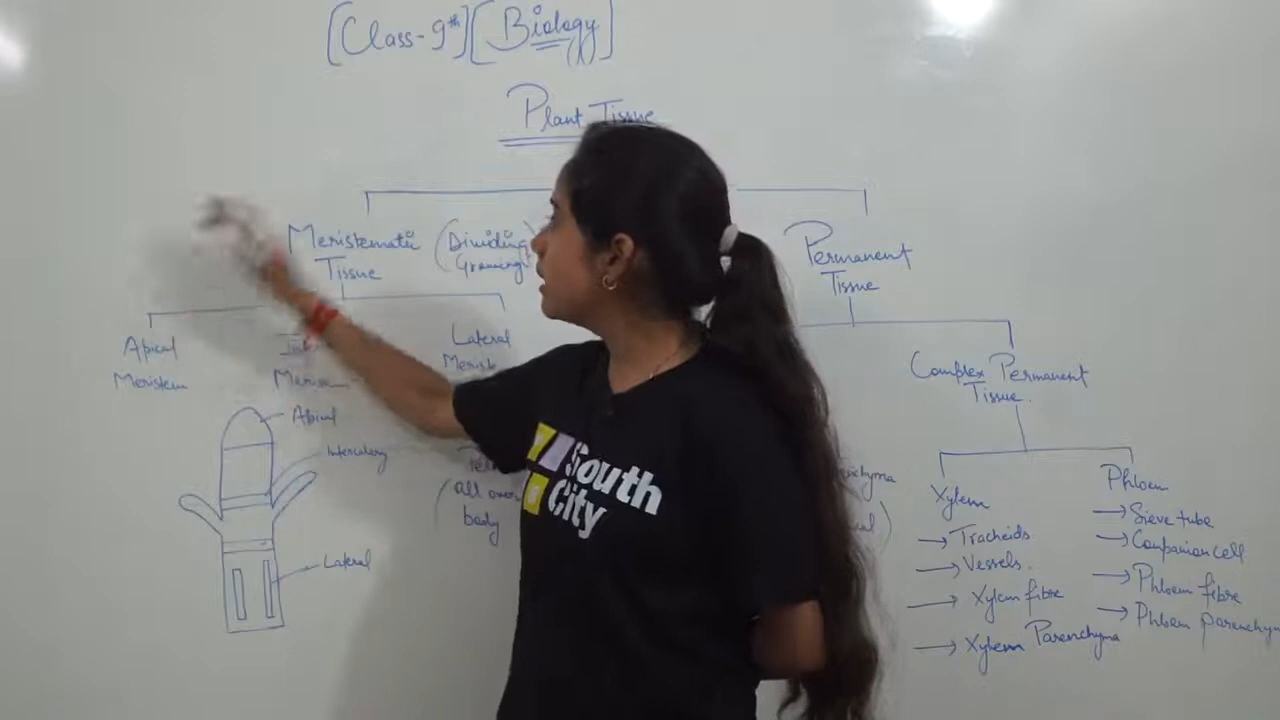 [Class-9th] [Biology]
Plant Tissue
Meristematic
Tissue
(Dividing
Growing)
Permanent
Tissue
Apical
Meristem
Lateral
Complex Permanent
Tissue.
Apical
Intercalary
Lateral
(all over
body
South
City
Xylem
→ Tracheids
→ Vessels.
→ Xylem fibre
→ Xylem Parenchyma
Phloem
→ Sieve tube
→ Companion cell
→ Phloem fibre
→ Phloem parenchym